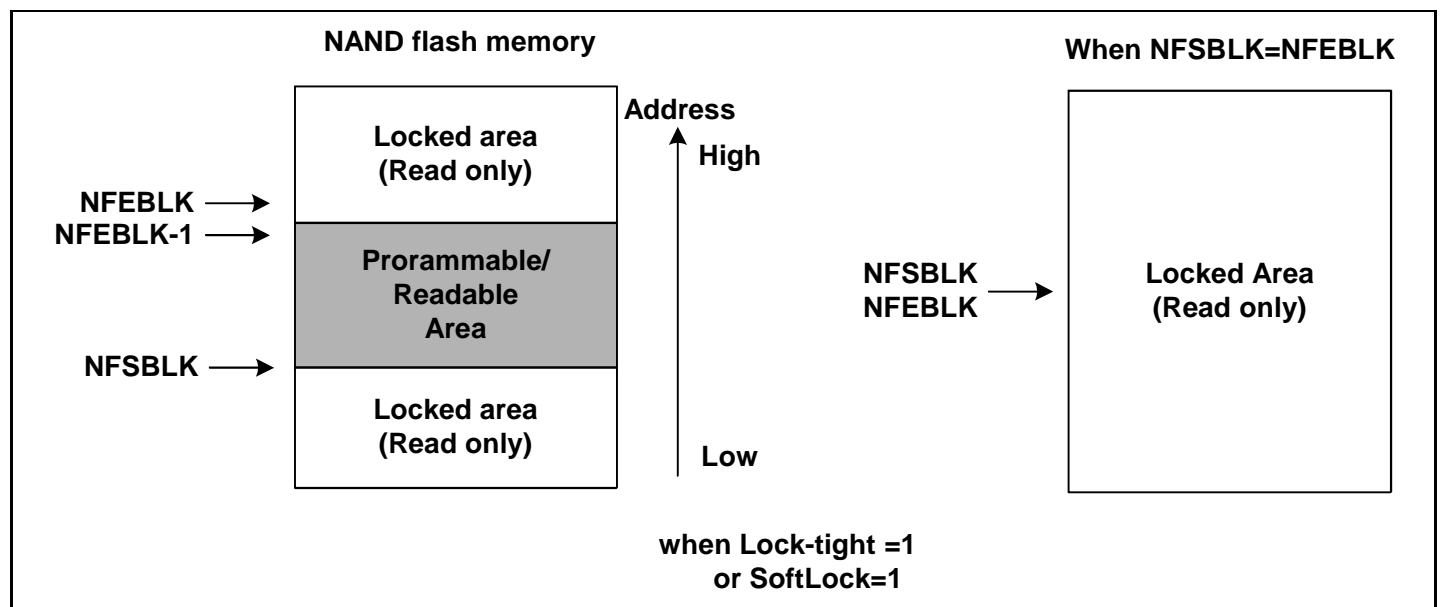 NAND flash memory
When NFSBLK=NFEBLK
Address
High
Low
Locked area
(Read only)
NFEBLK
NFEBLK-1
Prorammable/
Readable
Area
NFSBLK
Locked area
(Read only)
NFSBLK
NFEBLK
Locked Area
(Read only)
when Lock-tight =1
or SoftLock=1